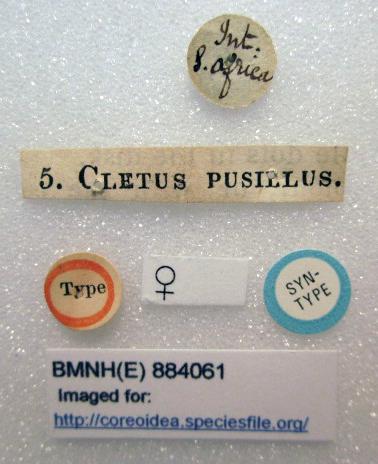 Int.
S. Africa
5. CLETUS PUSILLUS.
Type
♀
SYN-
TYPE
BMNH(E) 884061
Imaged for:
http://coreoidea.speciesfile.org/